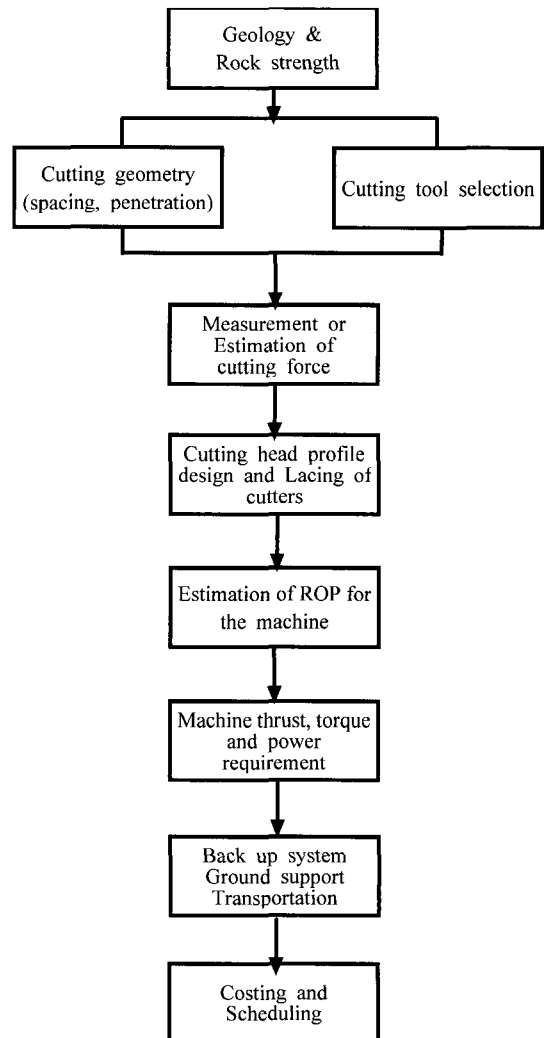 Geology &
Rock strength
Cutting geometry
(spacing, penetration)
Cutting tool selection
Measurement or
Estimation of
cutting force
Cutting head profile
design and Lacing of
cutters
Estimation of ROP for
the machine
Machine thrust, torque
and power
requirement
Back up system
Ground support
Transportation
Costing and
Scheduling